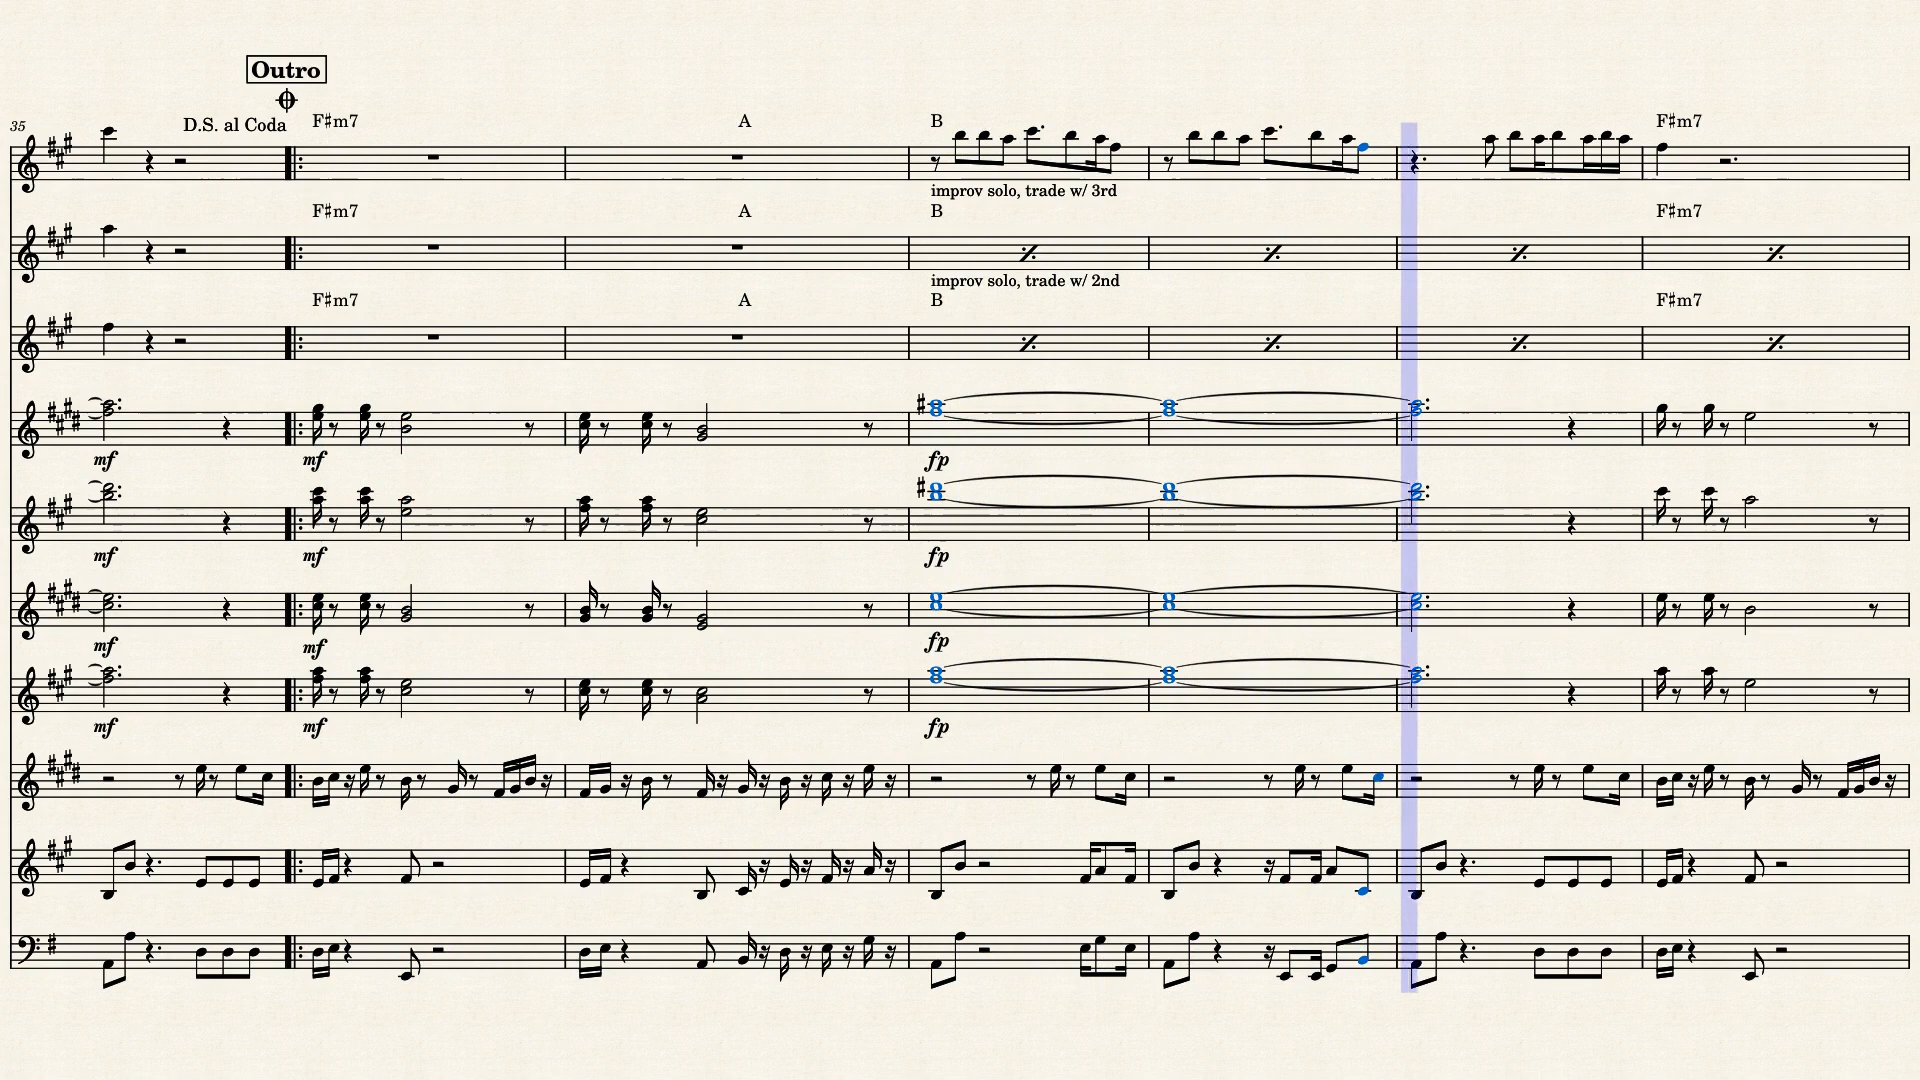 Outro
35 D.S. al Coda F♯m7 A B F♯m7
improv solo, trade w/ 3rd
F♯m7 A B F♯m7
improv solo, trade w/ 2nd
F♯m7 A B F♯m7
mf mf fp
mf mf fp
mf mf fp
mf mf fp